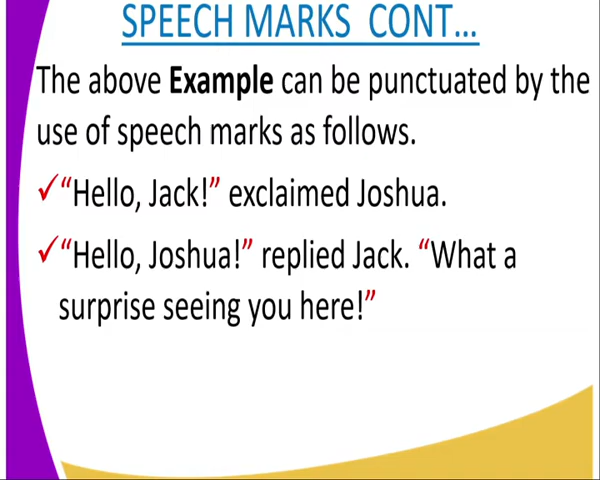 SPEECH MARKS  CONT...
The above Example can be punctuated by the
use of speech marks as follows.
✓“Hello, Jack!” exclaimed Joshua.
✓“Hello, Joshua!” replied Jack. “What a
surprise seeing you here!”